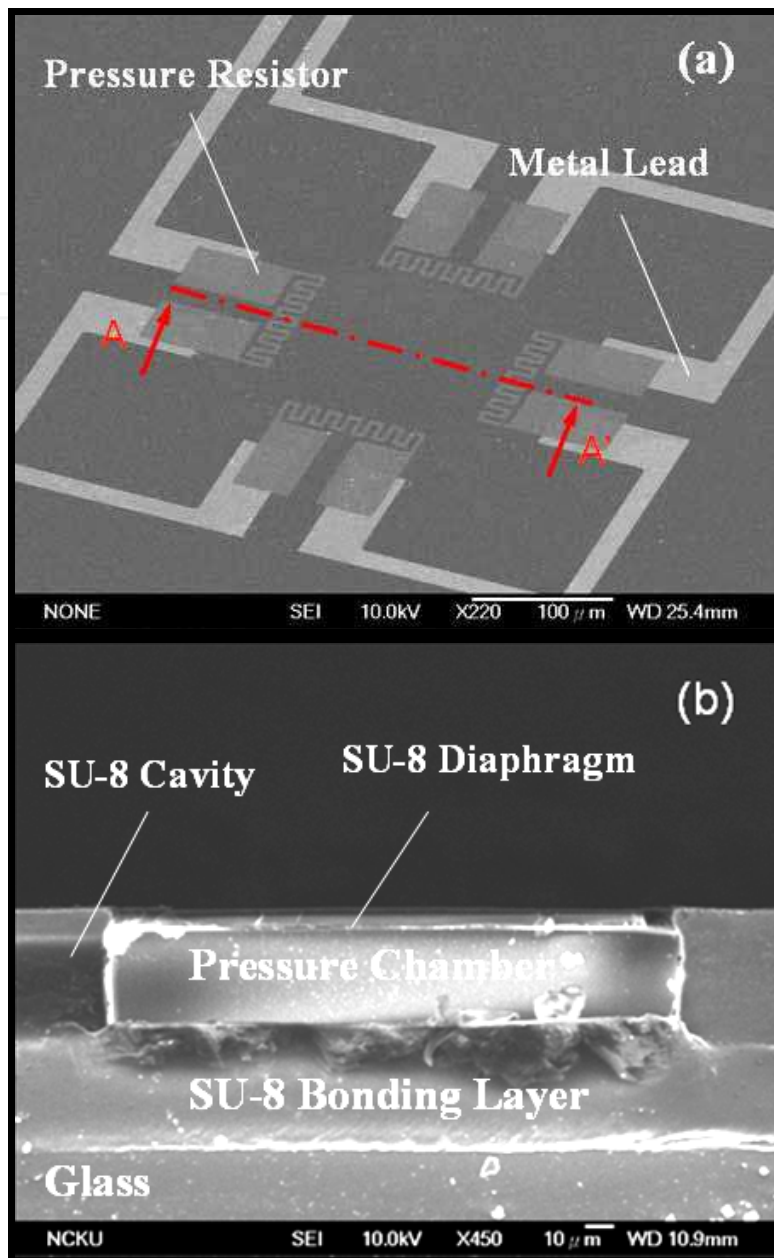 (a)
Pressure Resistor
Metal Lead
A
A'
NONE SEI 10.0kV X220 100 μm WD 25.4mm
(b)
SU-8 Cavity
SU-8 Diaphragm
Pressure Chamber
SU-8 Bonding Layer
Glass
NCKU SEI 10.0kV X450 10 μm WD 10.9mm